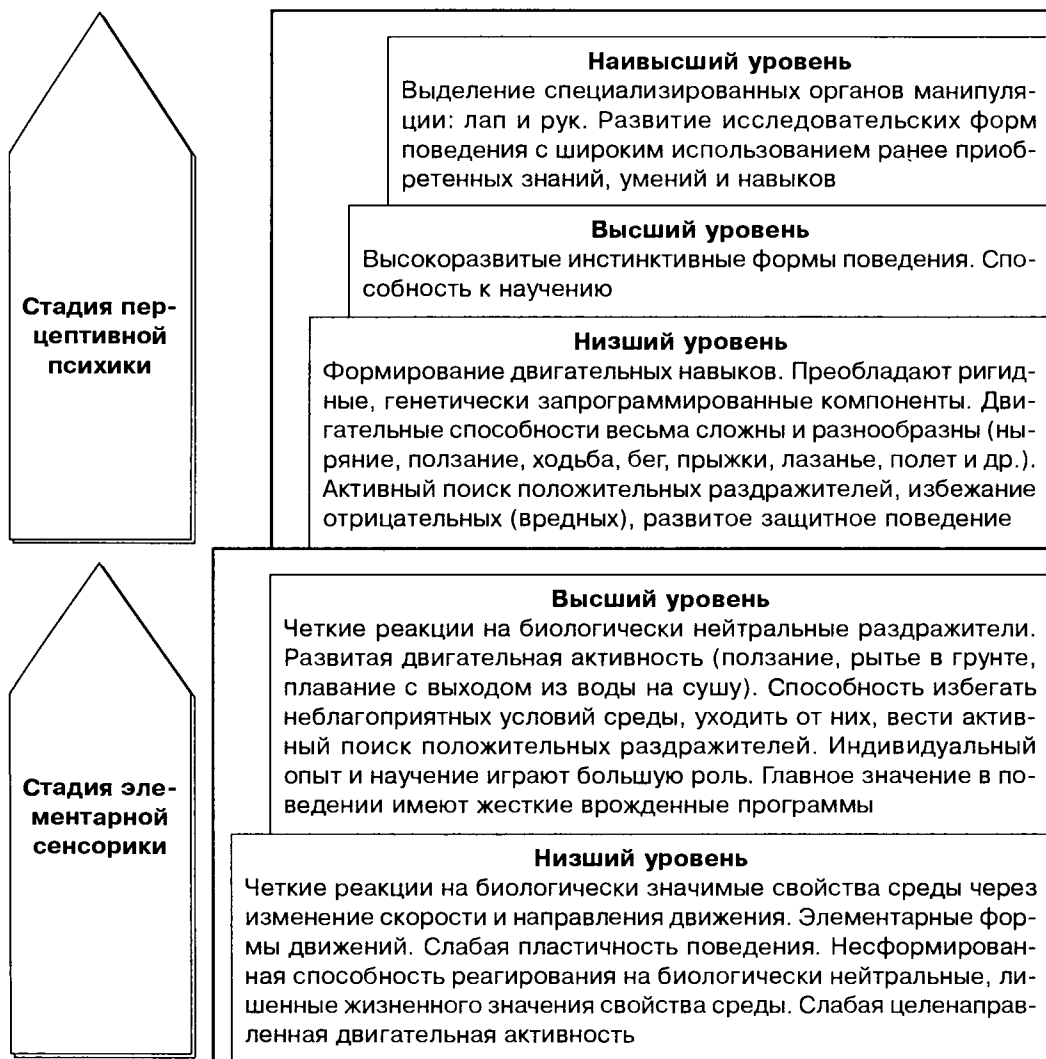 Наивысший уровень
Выделение специализированных органов манипуля-
ции: лап и рук. Развитие исследовательских форм
поведения с широким использованием ранее приоб-
ретенных знаний, умений и навыков
Высший уровень
Высокоразвитые инстинктивные формы поведения. Спо-
собность к научению
Стадия пер-
цептивной
психики
Низший уровень
Формирование двигательных навыков. Преобладают ригид-
ные, генетически запрограммированные компоненты. Дви-
гательные способности весьма сложны и разнообразны (ны-
ряние, ползание, ходьба, бег, прыжки, лазанье, полет и др.).
Активный поиск положительных раздражителей, избежание
отрицательных (вредных), развитое защитное поведение
Высший уровень
Четкие реакции на биологически нейтральные раздражители.
Развитая двигательная активность (ползание, рытье в грунте,
плавание с выходом из воды на сушу). Способность избегать
неблагоприятных условий среды, уходить от них, вести актив-
ный поиск положительных раздражителей. Индивидуальный
опыт и научение играют большую роль. Главное значение в по-
ведении имеют жесткие врожденные программы
Стадия эле-
ментарной
сенсорики
Низший уровень
Четкие реакции на биологически значимые свойства среды через
изменение скорости и направления движения. Элементарные фор-
мы движений. Слабая пластичность поведения. Несформирован-
ная способность реагирования на биологически нейтральные, ли-
шенные жизненного значения свойства среды. Слабая целенаправ-
ленная двигательная активность